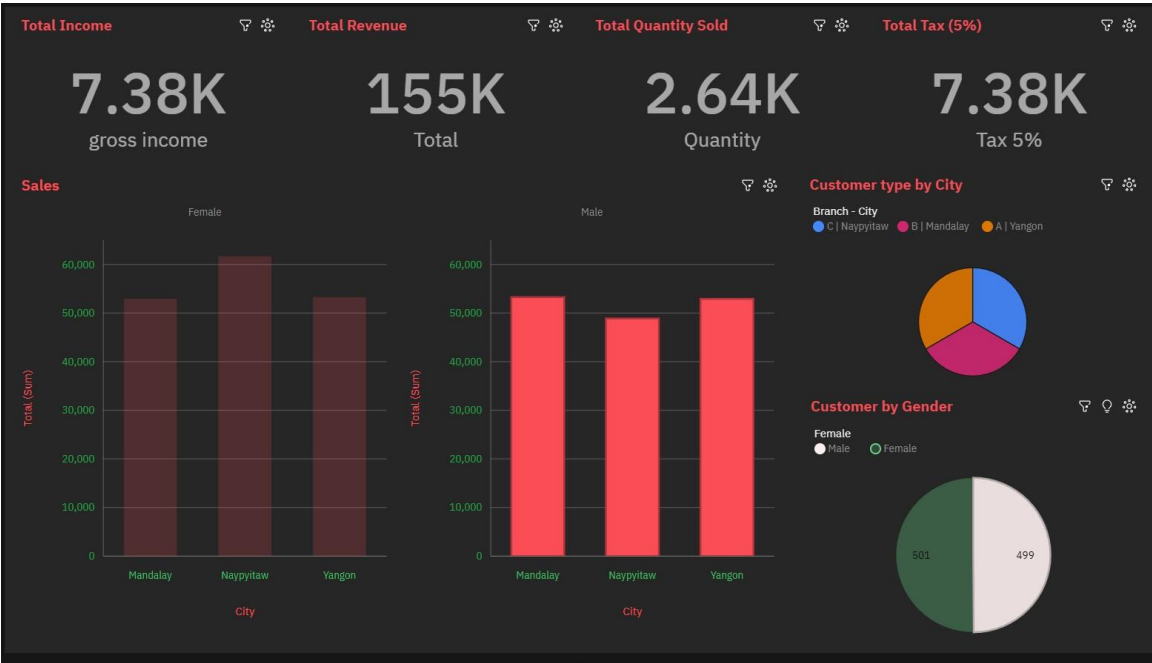 Total Income
Total Revenue
Total Quantity Sold
Total Tax (5%)
7.38K
gross income
155K
Total
2.64K
Quantity
7.38K
Tax 5%
Sales
Female
Total (Sum)
60,000
50,000
40,000
30,000
20,000
10,000
0
Mandalay
Naypyitaw
Yangon
City
Male
Total (Sum)
60,000
50,000
40,000
30,000
20,000
10,000
0
Mandalay
Naypyitaw
Yangon
City
Customer type by City
Branch - City
C | Naypyitaw
B | Mandalay
A | Yangon
Customer by Gender
Female
Male
Female
501
499